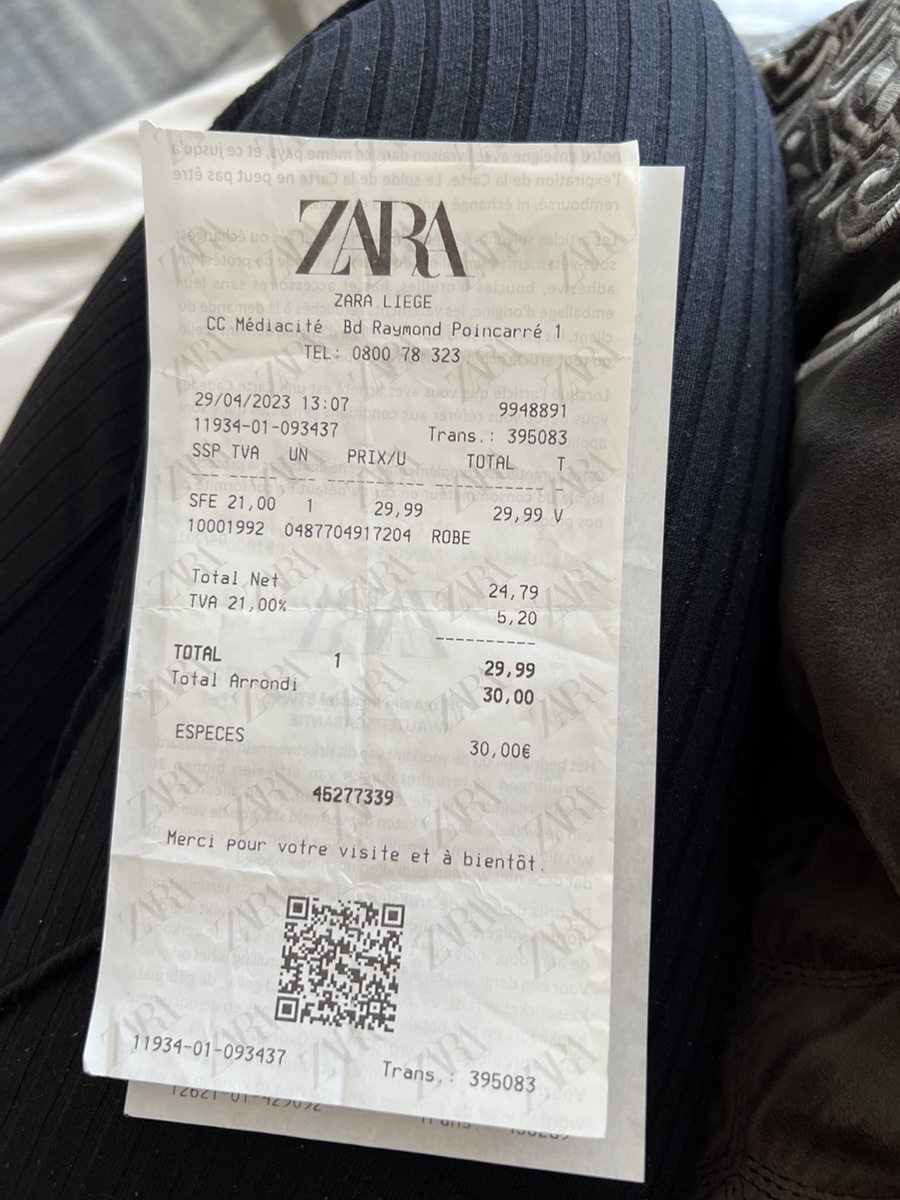 ZARA
ZARA LIEGE
CC Médiacité Bd Raymond Poincarré 1
TEL: 0800 78 323
29/04/2023 13:07 9948891
11934-01-093437 Trans.: 395083
SSP TVA UN PRIX/U TOTAL T
SFE 21,00 1 29,99 29,99 V
10001992 0487704917204 ROBE
Total Net 24,79
TVA 21,00% 5,20
TOTAL 1 29,99
Total Arrondi 30,00
ESPECES 30,00€
45277339
Merci pour votre visite et à bientôt.
11934-01-093437 Trans.: 395083